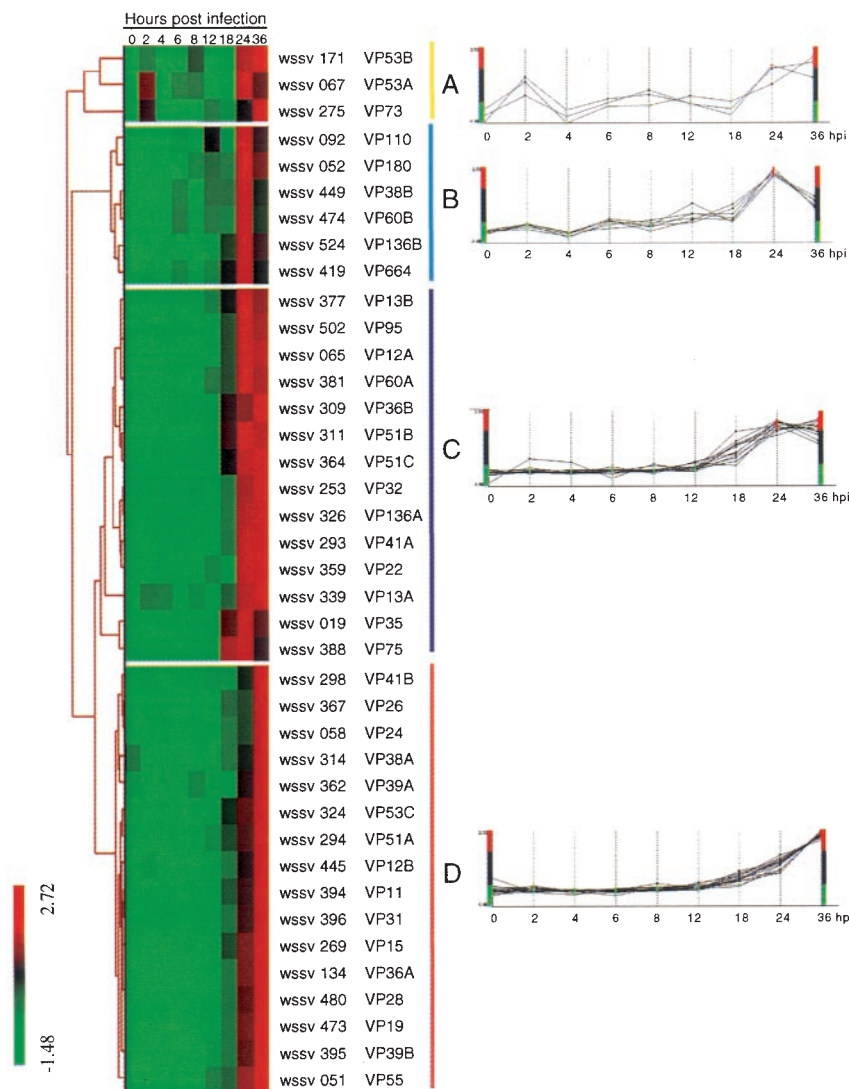 Hours post infection
0 2 4 6 8 12 18 24 36
wssv 171 VP53B
wssv 067 VP53A
wssv 275 VP73
A
0 2 4 6 8 12 18 24 36 hpi
wssv 092 VP110
wssv 052 VP180
wssv 449 VP38B
wssv 474 VP60B
wssv 524 VP136B
wssv 419 VP664
B
0 2 4 6 8 12 18 24 36 hpi
wssv 377 VP13B
wssv 502 VP95
wssv 065 VP12A
wssv 381 VP60A
wssv 309 VP36B
wssv 311 VP51B
wssv 364 VP51C
wssv 253 VP32
wssv 326 VP136A
wssv 293 VP41A
wssv 359 VP22
wssv 339 VP13A
wssv 019 VP35
wssv 388 VP75
C
0 2 4 6 8 12 18 24 36 hpi
wssv 298 VP41B
wssv 367 VP26
wssv 058 VP24
wssv 314 VP38A
wssv 362 VP39A
wssv 324 VP53C
wssv 294 VP51A
wssv 445 VP12B
wssv 394 VP11
wssv 396 VP31
wssv 269 VP15
wssv 134 VP36A
wssv 480 VP28
wssv 473 VP19
wssv 395 VP39B
wssv 051 VP55
D
0 2 4 6 8 12 18 24 36 hpi
2.72
-1.48